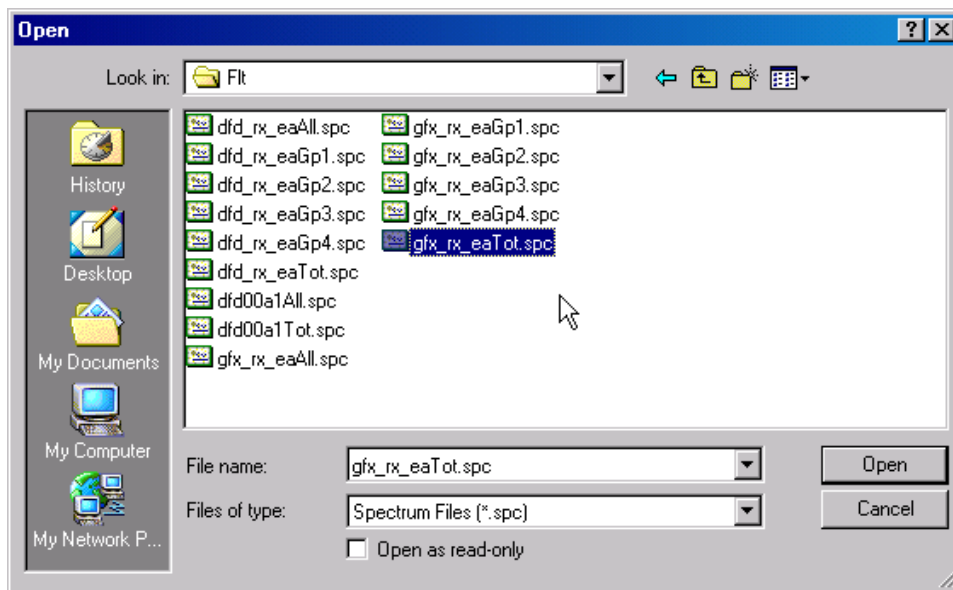 Open
Look in: Flt
History
Desktop
My Documents
My Computer
My Network P...
dfd_rx_eaAll.spc
dfd_rx_eaGp1.spc
dfd_rx_eaGp2.spc
dfd_rx_eaGp3.spc
dfd_rx_eaGp4.spc
dfd_rx_eaTot.spc
dfd00a1All.spc
dfd00a1Tot.spc
gfx_rx_eaAll.spc
gfx_rx_eaGp1.spc
gfx_rx_eaGp2.spc
gfx_rx_eaGp3.spc
gfx_rx_eaGp4.spc
gfx_rx_eaTot.spc
File name: gfx_rx_eaTot.spc Open
Files of type: Spectrum Files (*.spc) Cancel
Open as read-only